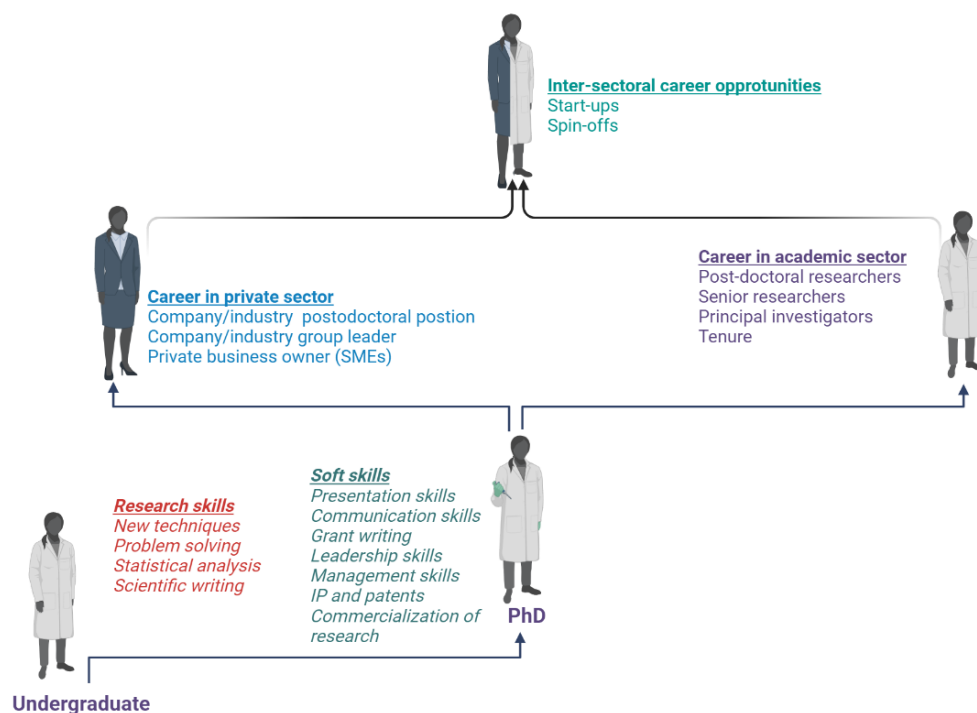 Inter-sectoral career opprotunities
Start-ups
Spin-offs
Career in private sector
Company/industry  postodoctoral postion
Company/industry group leader
Private business owner (SMEs)
Career in academic sector
Post-doctoral researchers
Senior researchers
Principal investigators
Tenure
Research skills
New techniques
Problem solving
Statistical analysis
Scientific writing
Soft skills
Presentation skills
Communication skills
Grant writing
Leadership skills
Management skills
IP and patents
Commercialization of
research
PhD
Undergraduate